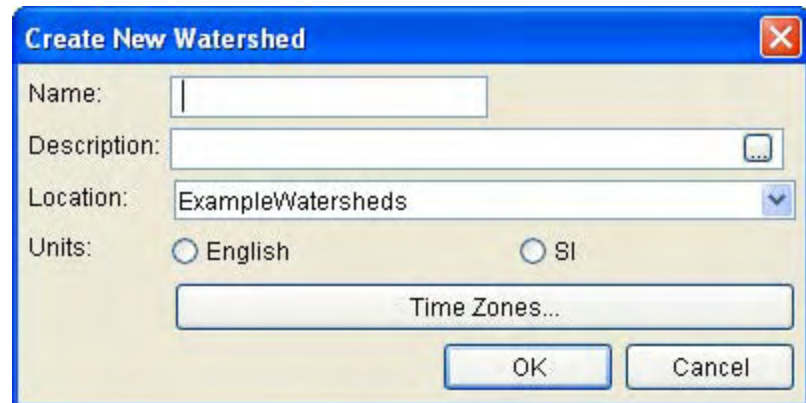 Create New Watershed
Name:
Description:
...
Location: ExampleWatersheds
Units: English SI
Time Zones...
OK Cancel